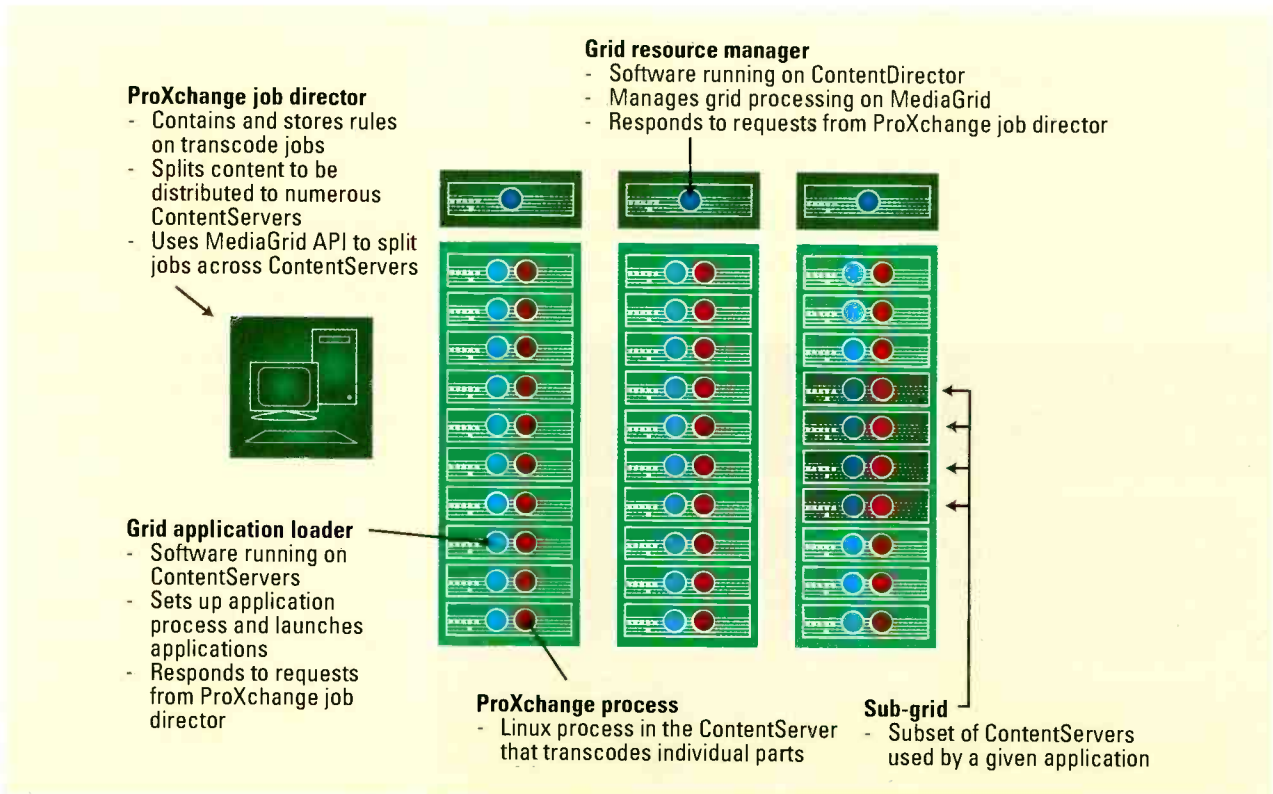 Grid resource manager
- Software running on ContentDirector
- Manages grid processing on MediaGrid
- Responds to requests from ProXchange job director
ProXchange job director
- Contains and stores rules
on transcode jobs
- Splits content to be
distributed to numerous
ContentServers
- Uses MediaGrid API to split
jobs across ContentServers
Grid application loader
- Software running on
ContentServers
- Sets up application
process and launches
applications
- Responds to requests
from ProXchange job
director
ProXchange process
- Linux process in the ContentServer
that transcodes individual parts
Sub-grid
- Subset of ContentServers
used by a given application